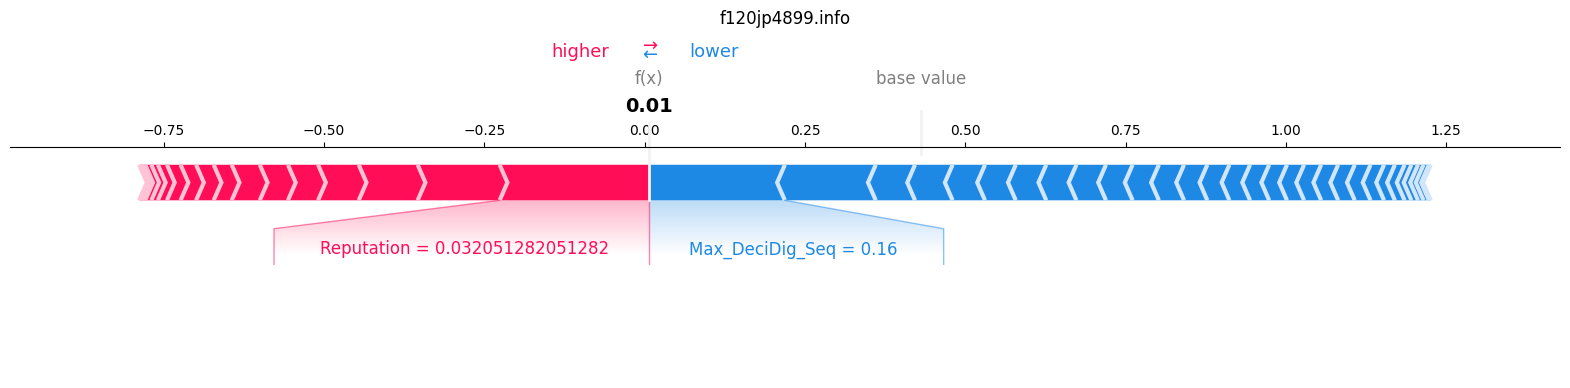 f120jp4899.info
higher ⇄ lower
f(x) base value
0.01
−0.75 −0.50 −0.25 0.00 0.25 0.50 0.75 1.00 1.25
Reputation = 0.032051282051282 Max_DeciDig_Seq = 0.16